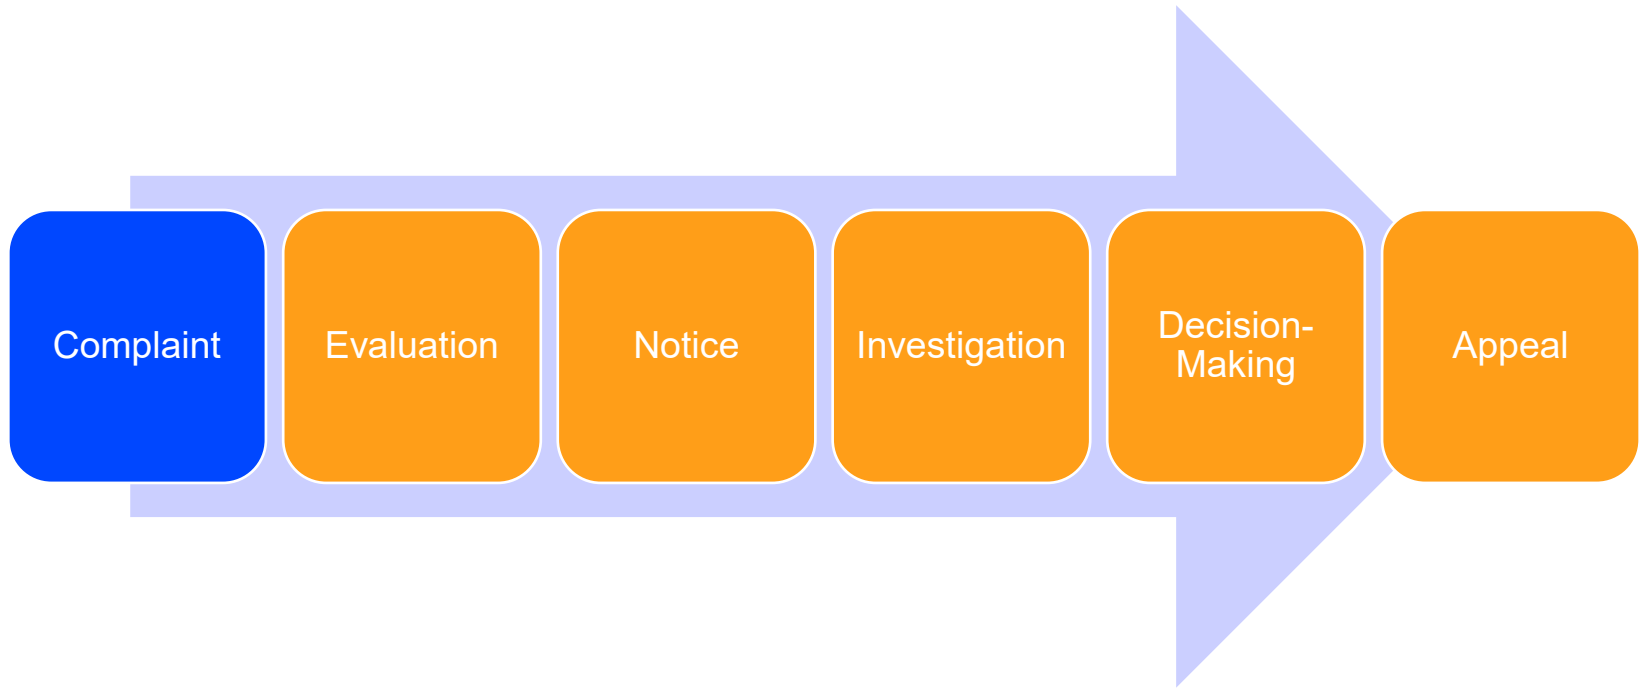 Complaint
Evaluation
Notice
Investigation
Decision-
Making
Appeal